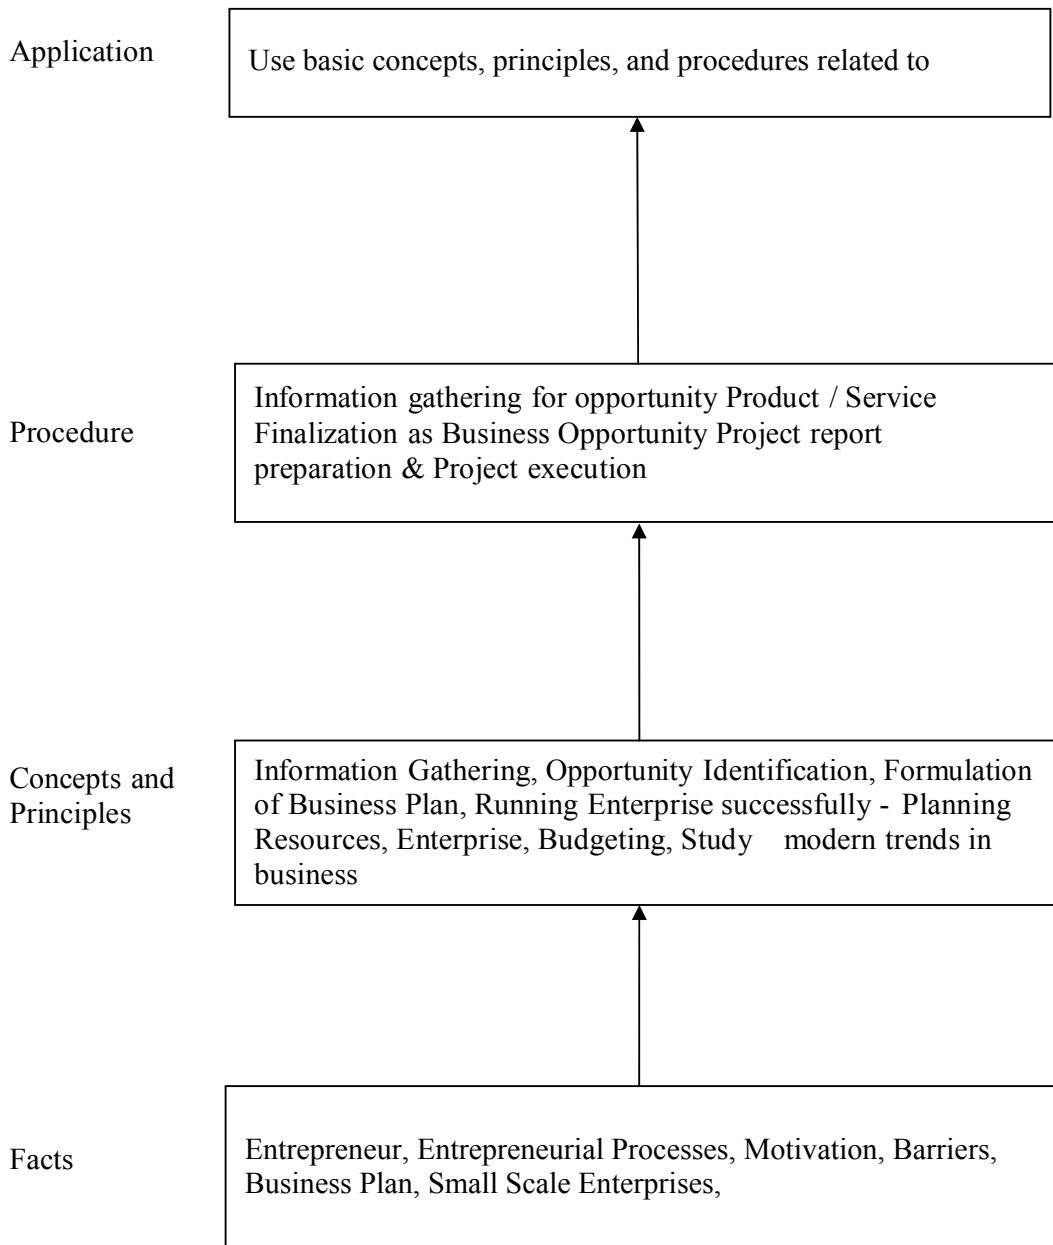 Application
Use basic concepts, principles, and procedures related to
Procedure
Information gathering for opportunity Product / Service
Finalization as Business Opportunity Project report
preparation & Project execution
Concepts and
Principles
Information Gathering, Opportunity Identification, Formulation
of Business Plan, Running Enterprise successfully - Planning
Resources, Enterprise, Budgeting, Study modern trends in
business
Facts
Entrepreneur, Entrepreneurial Processes, Motivation, Barriers,
Business Plan, Small Scale Enterprises,